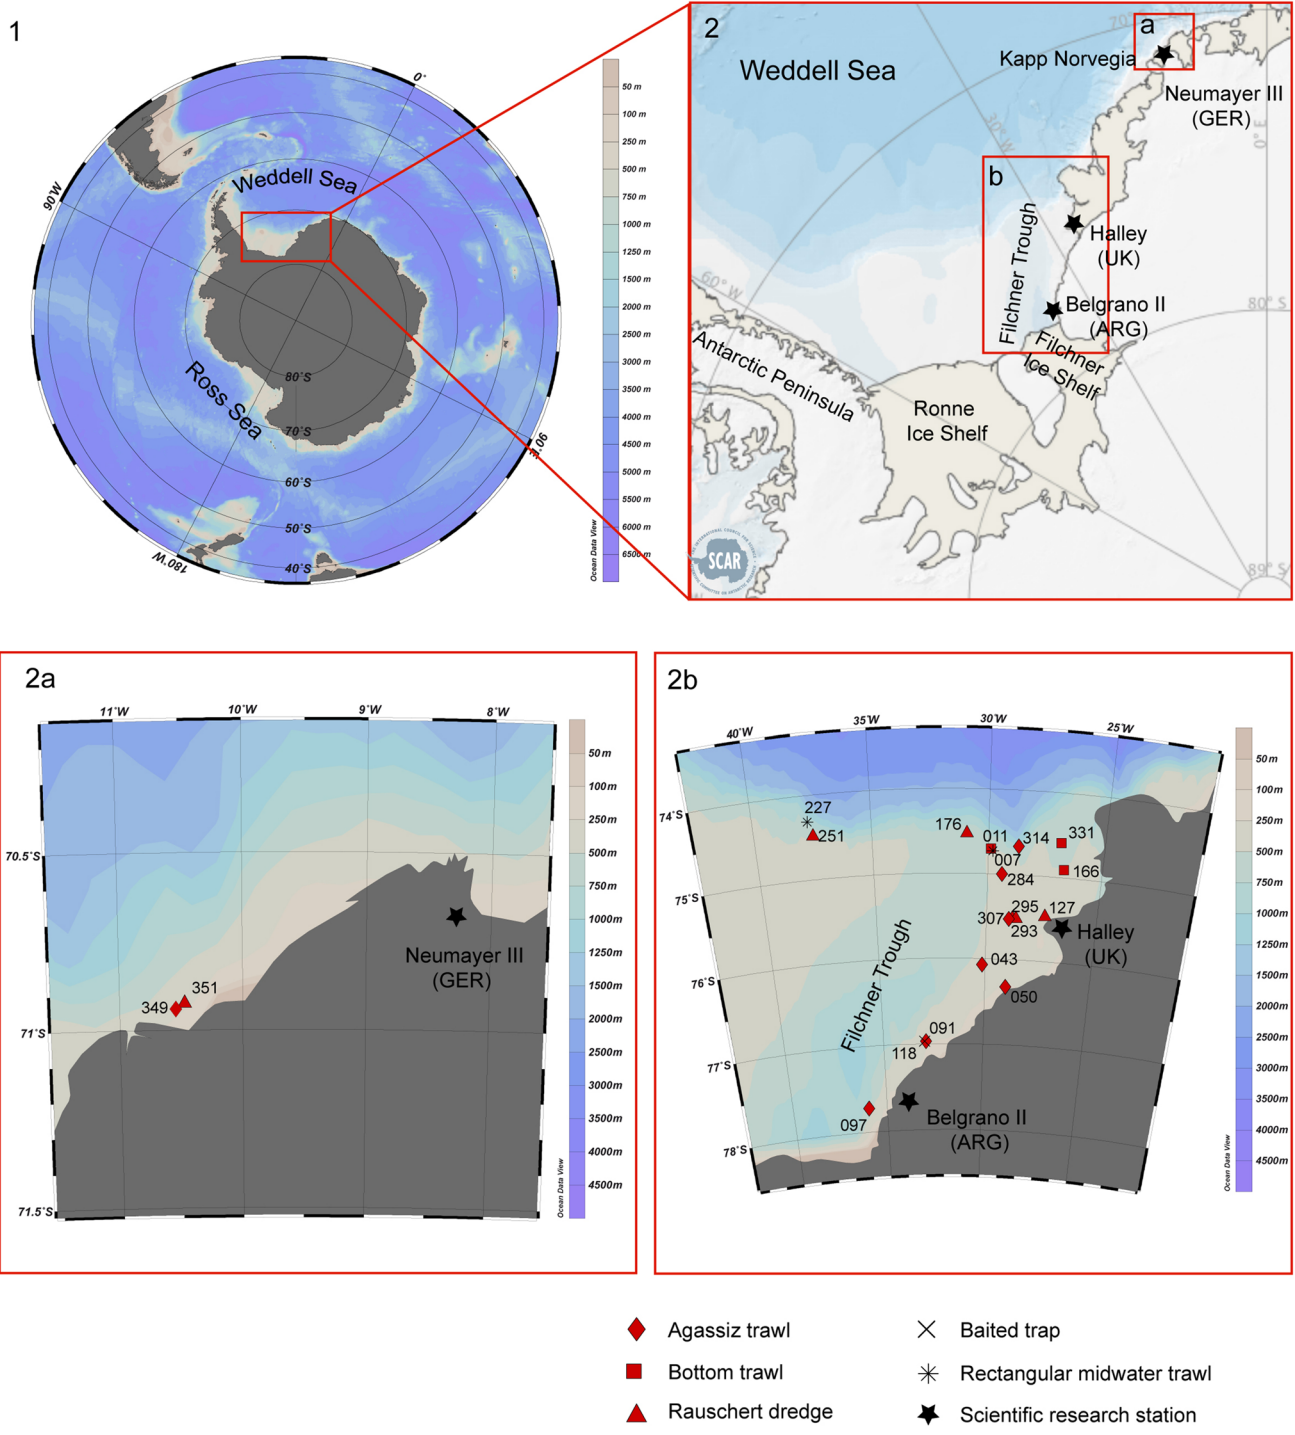 1
0°
90°W
Weddell Sea
Ross Sea
80°S
70°S
60°S
50°S
40°S
180°W
90°E
50 m
100 m
250 m
500 m
750 m
1000 m
1250 m
1500 m
2000 m
2500 m
3000 m
3500 m
4000 m
4500 m
5000 m
5500 m
6000 m
6500 m
Ocean Data View
2
Weddell Sea
70°
a
Kapp Norvegia
Neumayer III
(GER)
30° W
0° E
b
Filchner Trough
Halley
(UK)
60° W
Belgrano II
(ARG)
80° S
Filchner
Ice Shelf
Antarctic Peninsula
Ronne
Ice Shelf
SCAR
89° S
2a
11°W
10°W
9°W
8°W
70.5°S
71°S
71.5°S
Neumayer III
(GER)
351
349
50m
100m
250m
500m
750m
1000m
1250m
1500m
2000m
2500m
3000m
3500m
4000m
4500m
Ocean Data View
2b
40°W
35°W
30°W
25°W
74°S
75°S
76°S
77°S
78°S
227
251
176
011
007
314
331
284
166
295
307
293
127
Halley
(UK)
043
050
Filchner Trough
091
118
097
Belgrano II
(ARG)
50m
100m
250m
500m
750m
1000m
1250m
1500m
2000m
2500m
3000m
3500m
4000m
4500m
Ocean Data View
Agassiz trawl
Baited trap
Bottom trawl
Rectangular midwater trawl
Rauschert dredge
Scientific research station